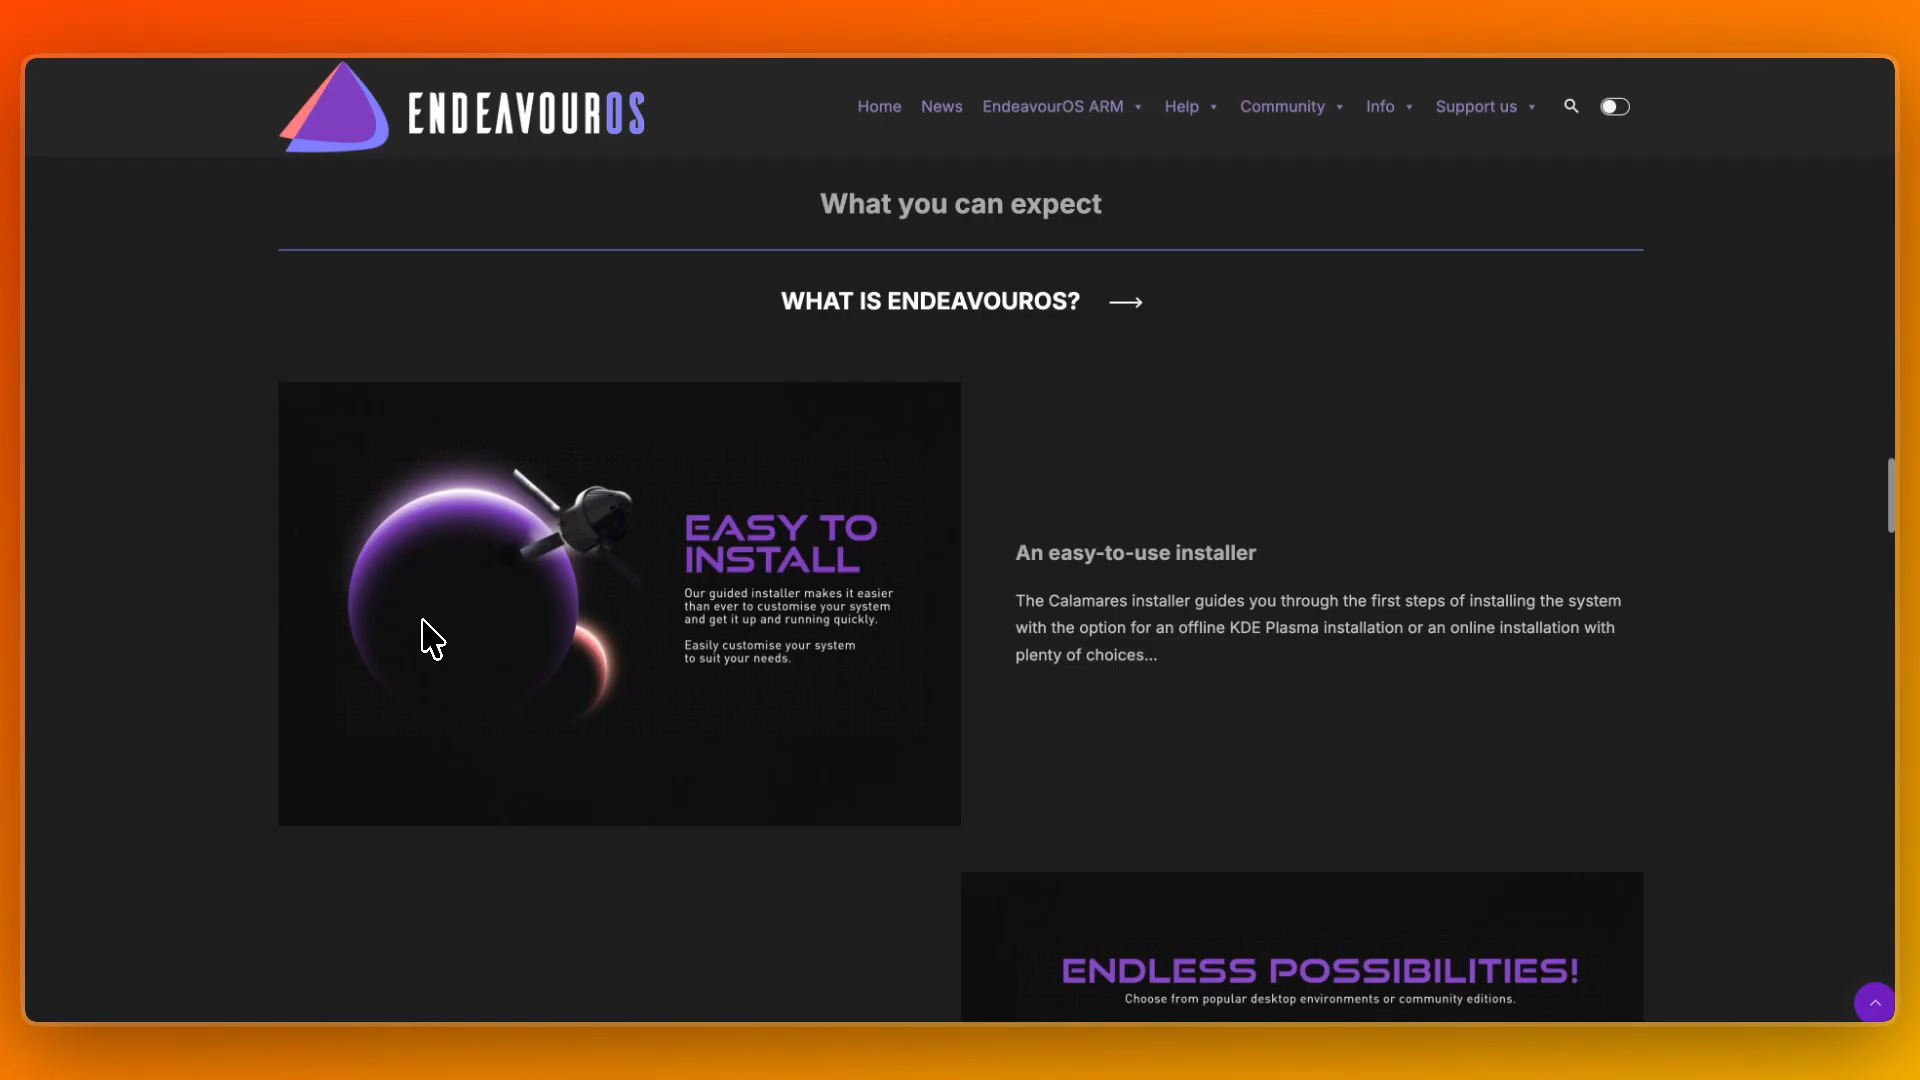 ENDEAVOUROS
Home News EndeavourOS ARM Help Community Info Support us
What you can expect
WHAT IS ENDEAVOUROS?
EASY TO
INSTALL
Our guided installer makes it easier
than ever to customise your system
and get it up and running quickly.
Easily customise your system
to suit your needs.
An easy-to-use installer
The Calamares installer guides you through the first steps of installing the system
with the option for an offline KDE Plasma installation or an online installation with
plenty of choices...
ENDLESS POSSIBILITIES!
Choose from popular desktop environments or community editions.